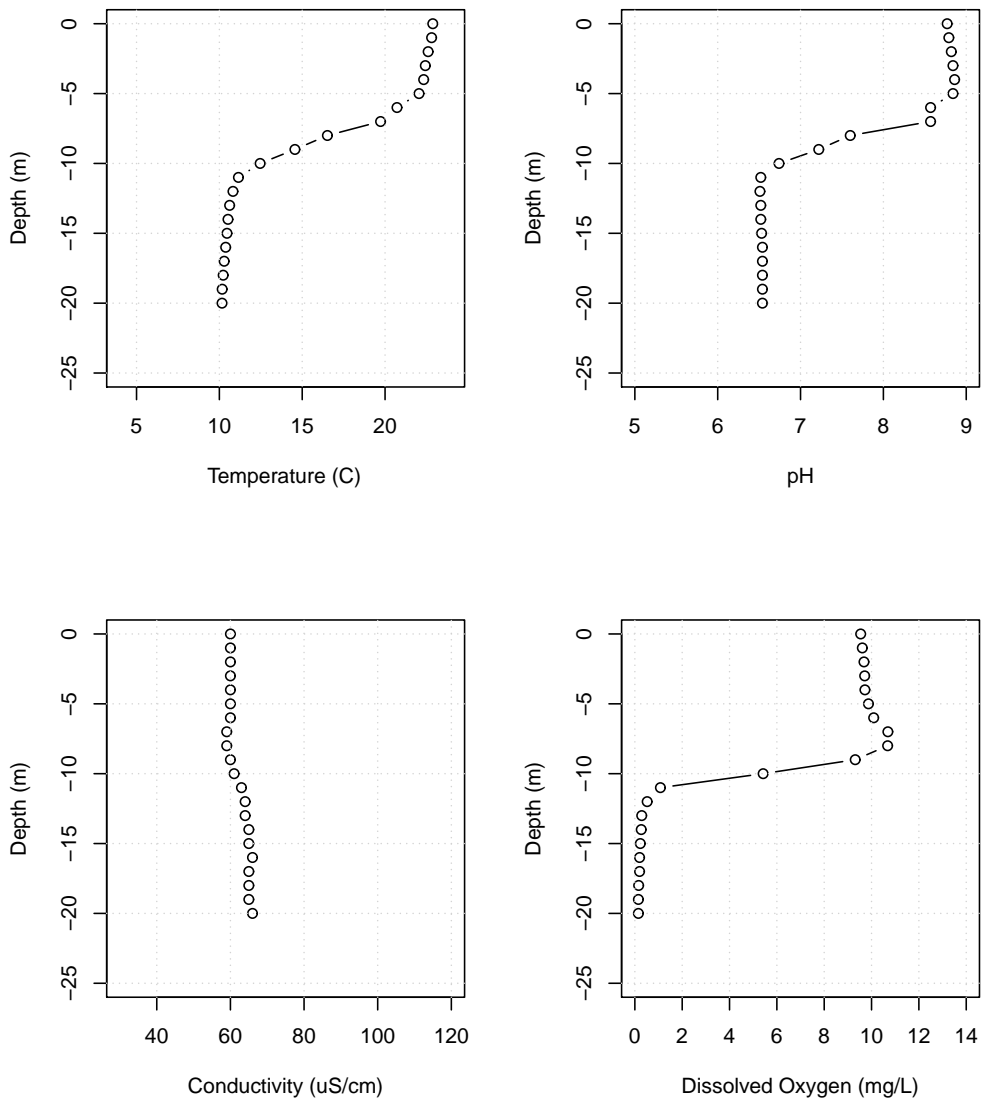 0
−5
−10
−15
−20
−25
Depth (m)
5 10 15 20
Temperature (C)
0
−5
−10
−15
−20
−25
Depth (m)
5 6 7 8 9
pH
0
−5
−10
−15
−20
−25
Depth (m)
40 60 80 100 120
Conductivity (uS/cm)
0
−5
−10
−15
−20
−25
Depth (m)
0 2 4 6 8 10 12 14
Dissolved Oxygen (mg/L)